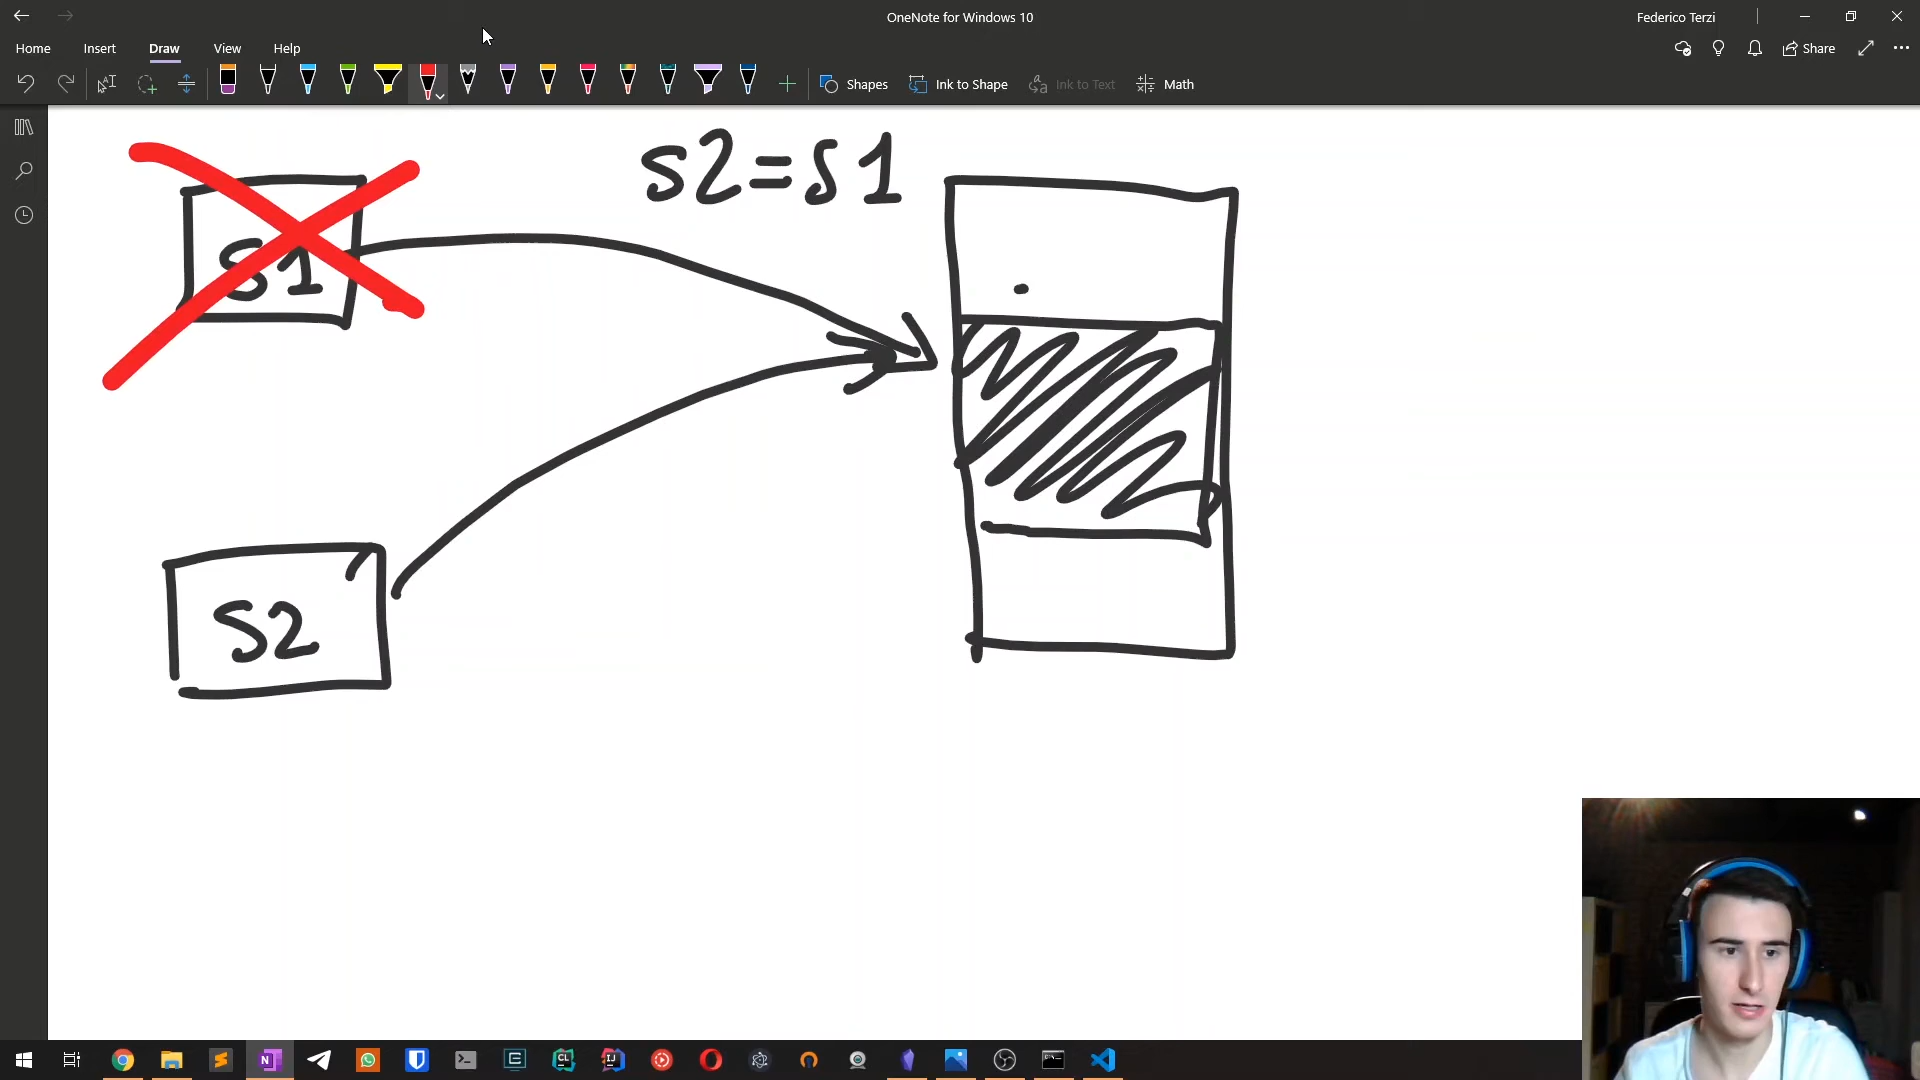 OneNote for Windows 10
Federico Terzi
Home Insert Draw View Help
Share
Shapes
Ink to Shape
Ink to Text
Math
S2=S1
S1
S2